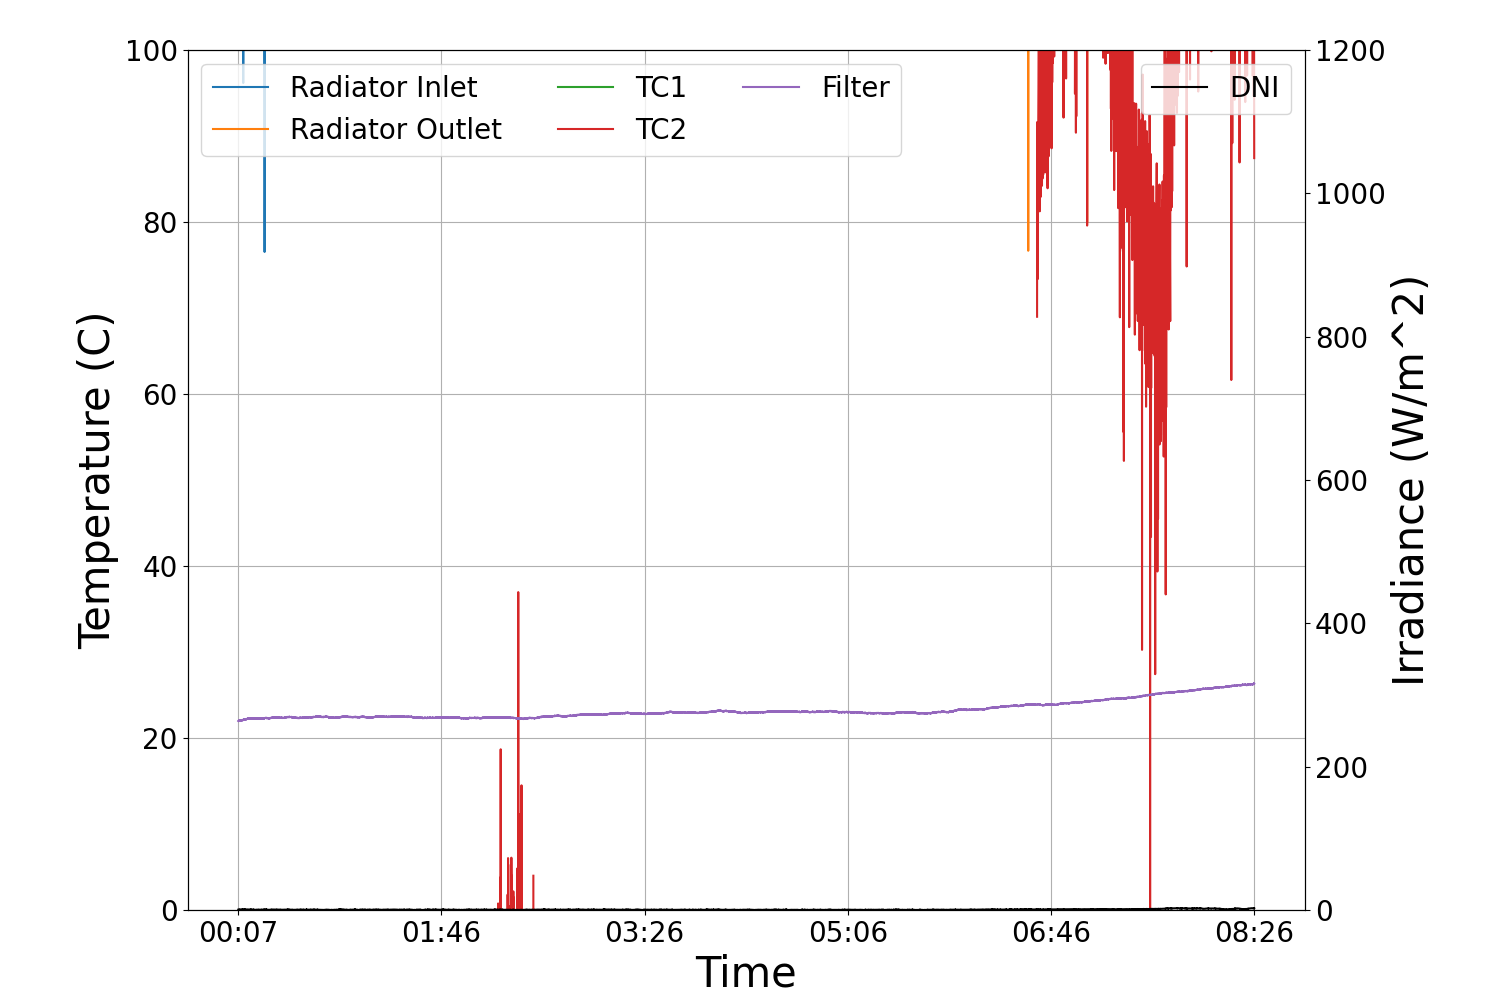 100
80
60
40
20
0
Temperature (C)
Radiator Inlet
Radiator Outlet
TC1
TC2
Filter
DNI
1200
1000
800
600
400
200
0
Irradiance (W/m^2)
00:07 01:46 03:26 05:06 06:46 08:26
Time